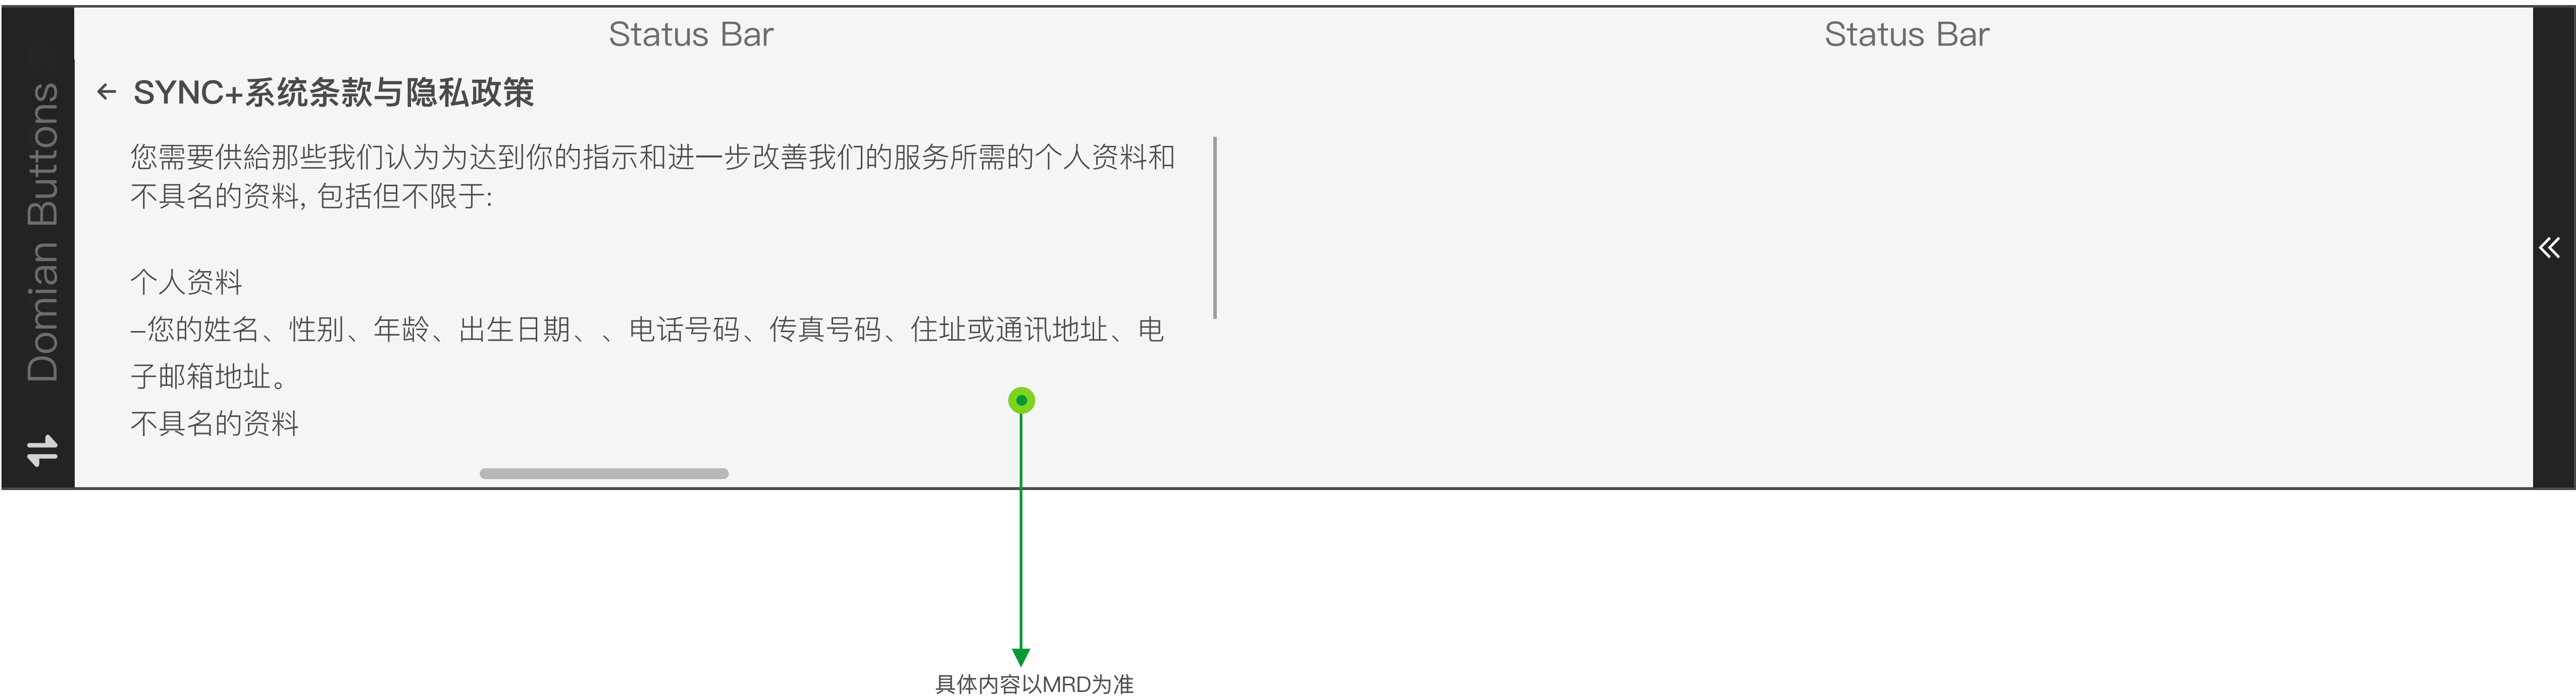 Status Bar
Status Bar
Domian Buttons
SYNC+系统条款与隐私政策
您需要供給那些我们认为为达到你的指示和进一步改善我们的服务所需的个人资料和
不具名的资料, 包括但不限于:
个人资料
–您的姓名、性别、年龄、出生日期、、电话号码、传真号码、住址或通讯地址、电
子邮箱地址。
不具名的资料
具体内容以MRD为准